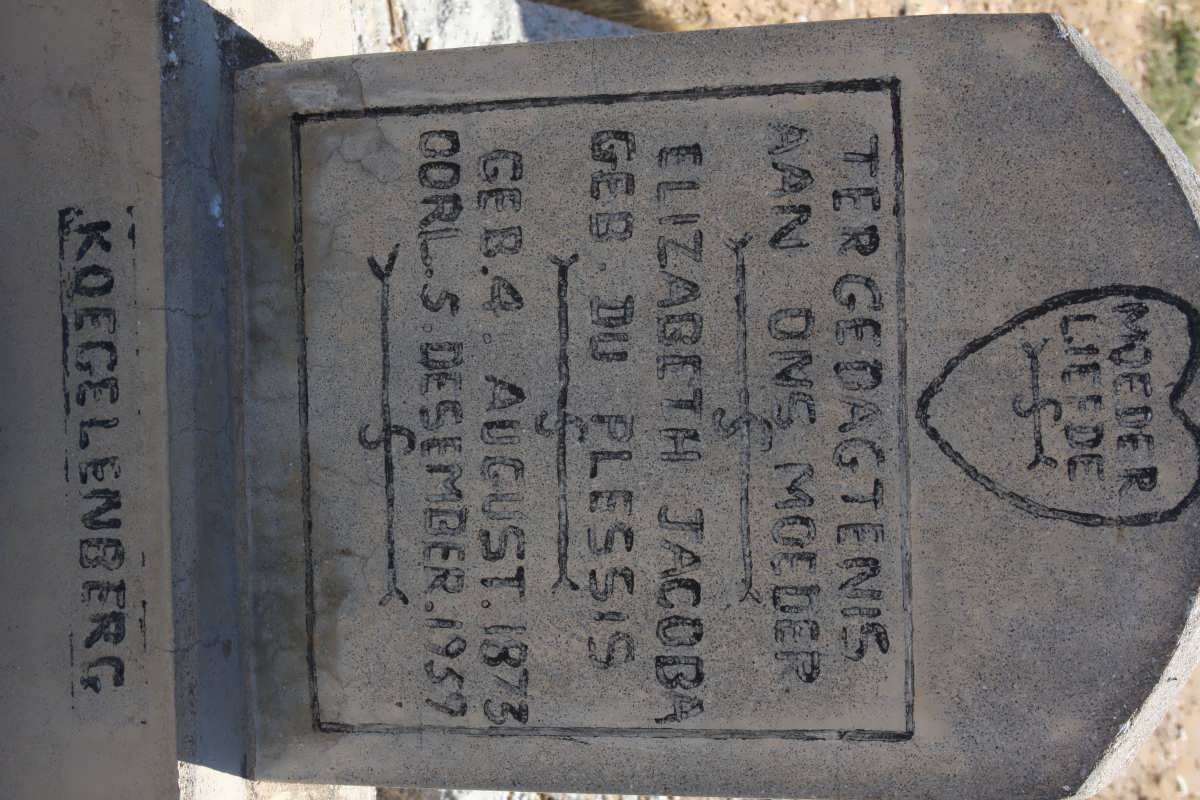 MOEDER
LIEFDE
TER GEDAGTENIS
AAN ONS MOEDER
ELIZABETH JACOBA
GEB. DU PLESSIS
GEB. 4. AUGUST. 1873
OORL. 5. DESEMBER. 1957
KOEGELENBERG